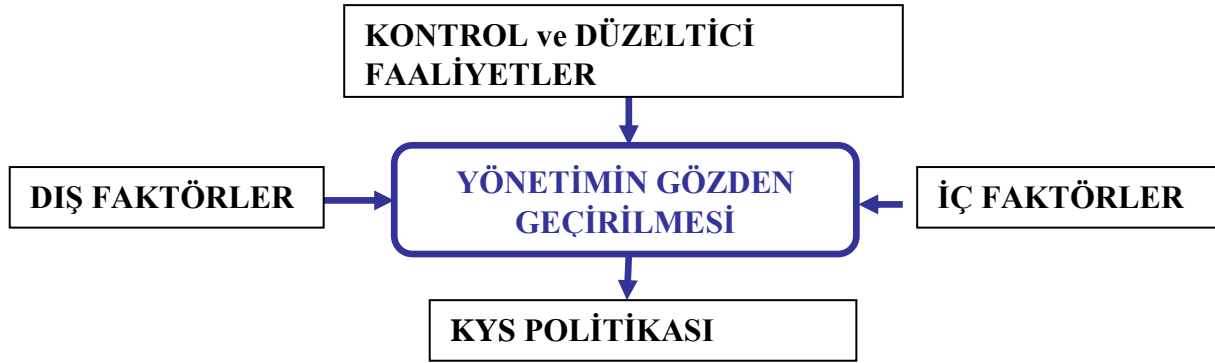 KONTROL ve DÜZELTİCİ
FAALİYETLER
DIŞ FAKTÖRLER
YÖNETİMİN GÖZDEN
GEÇİRİLMESİ
İÇ FAKTÖRLER
KYS POLİTİKASI